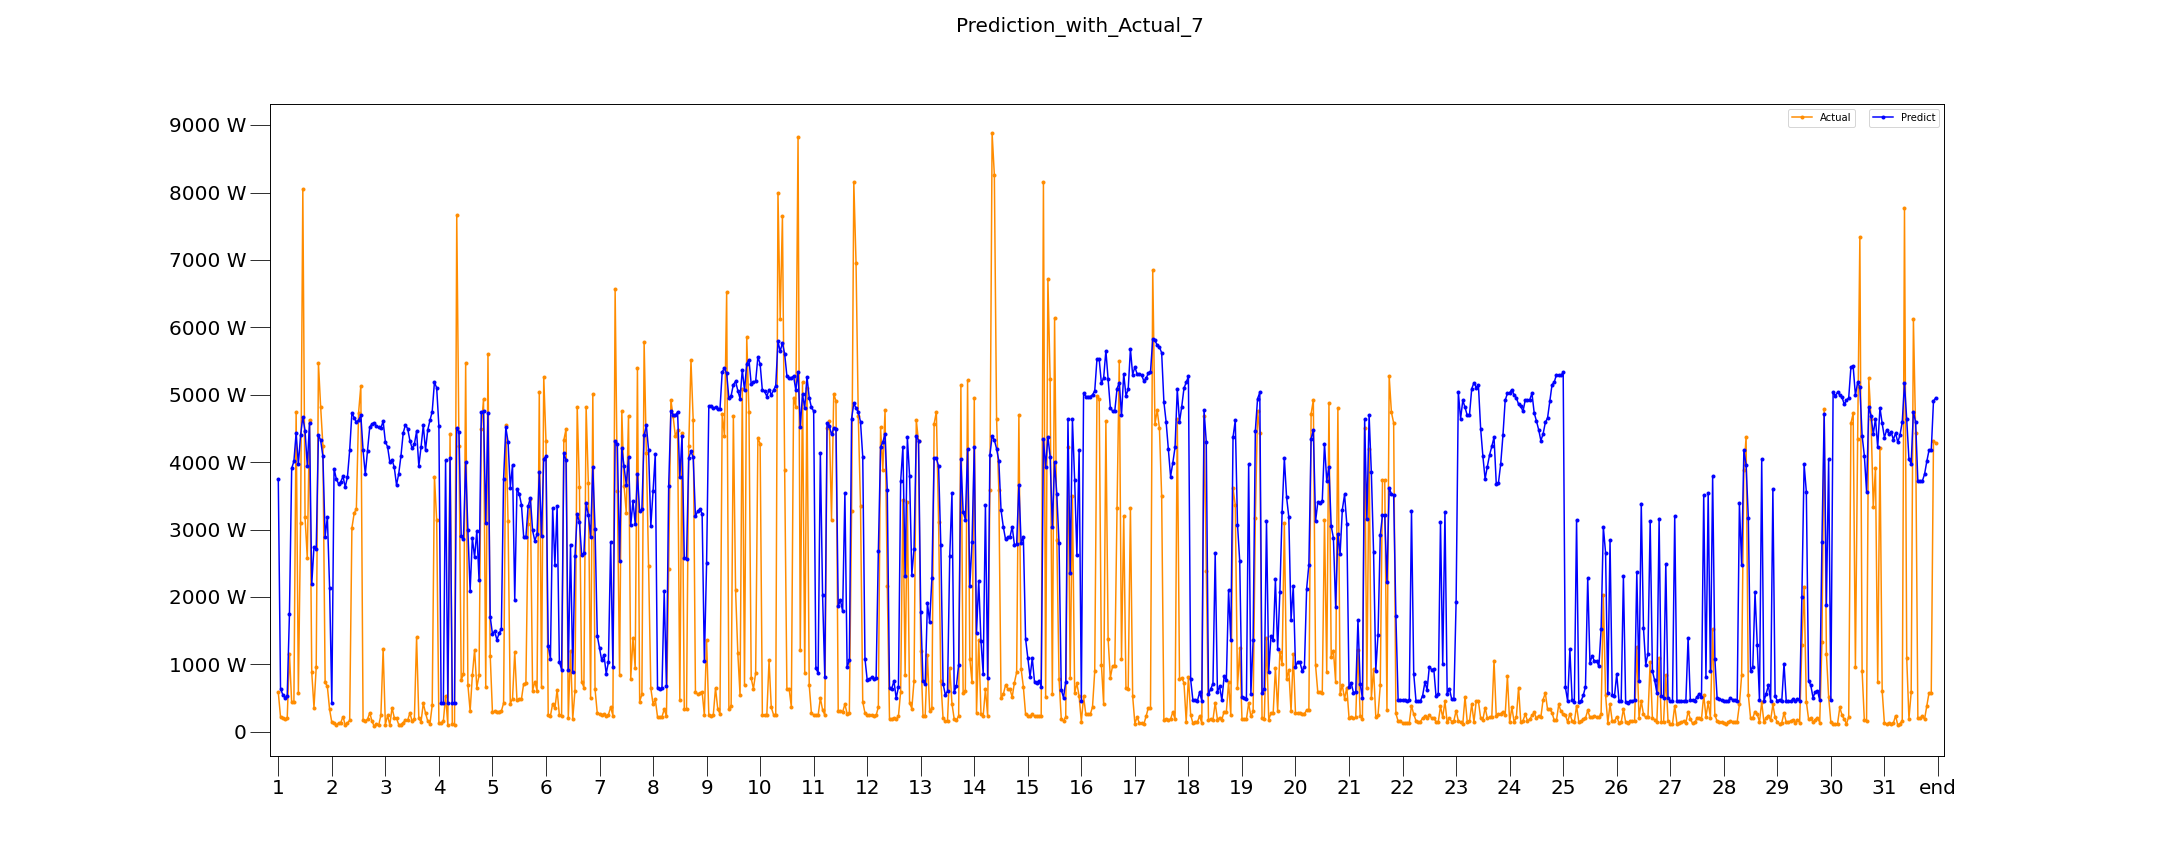 Prediction_with_Actual_7
Actual Predict
9000 W
8000 W
7000 W
6000 W
5000 W
4000 W
3000 W
2000 W
1000 W
0
1 2 3 4 5 6 7 8 9 10 11 12 13 14 15 16 17 18 19 20 21 22 23 24 25 26 27 28 29 30 31 end